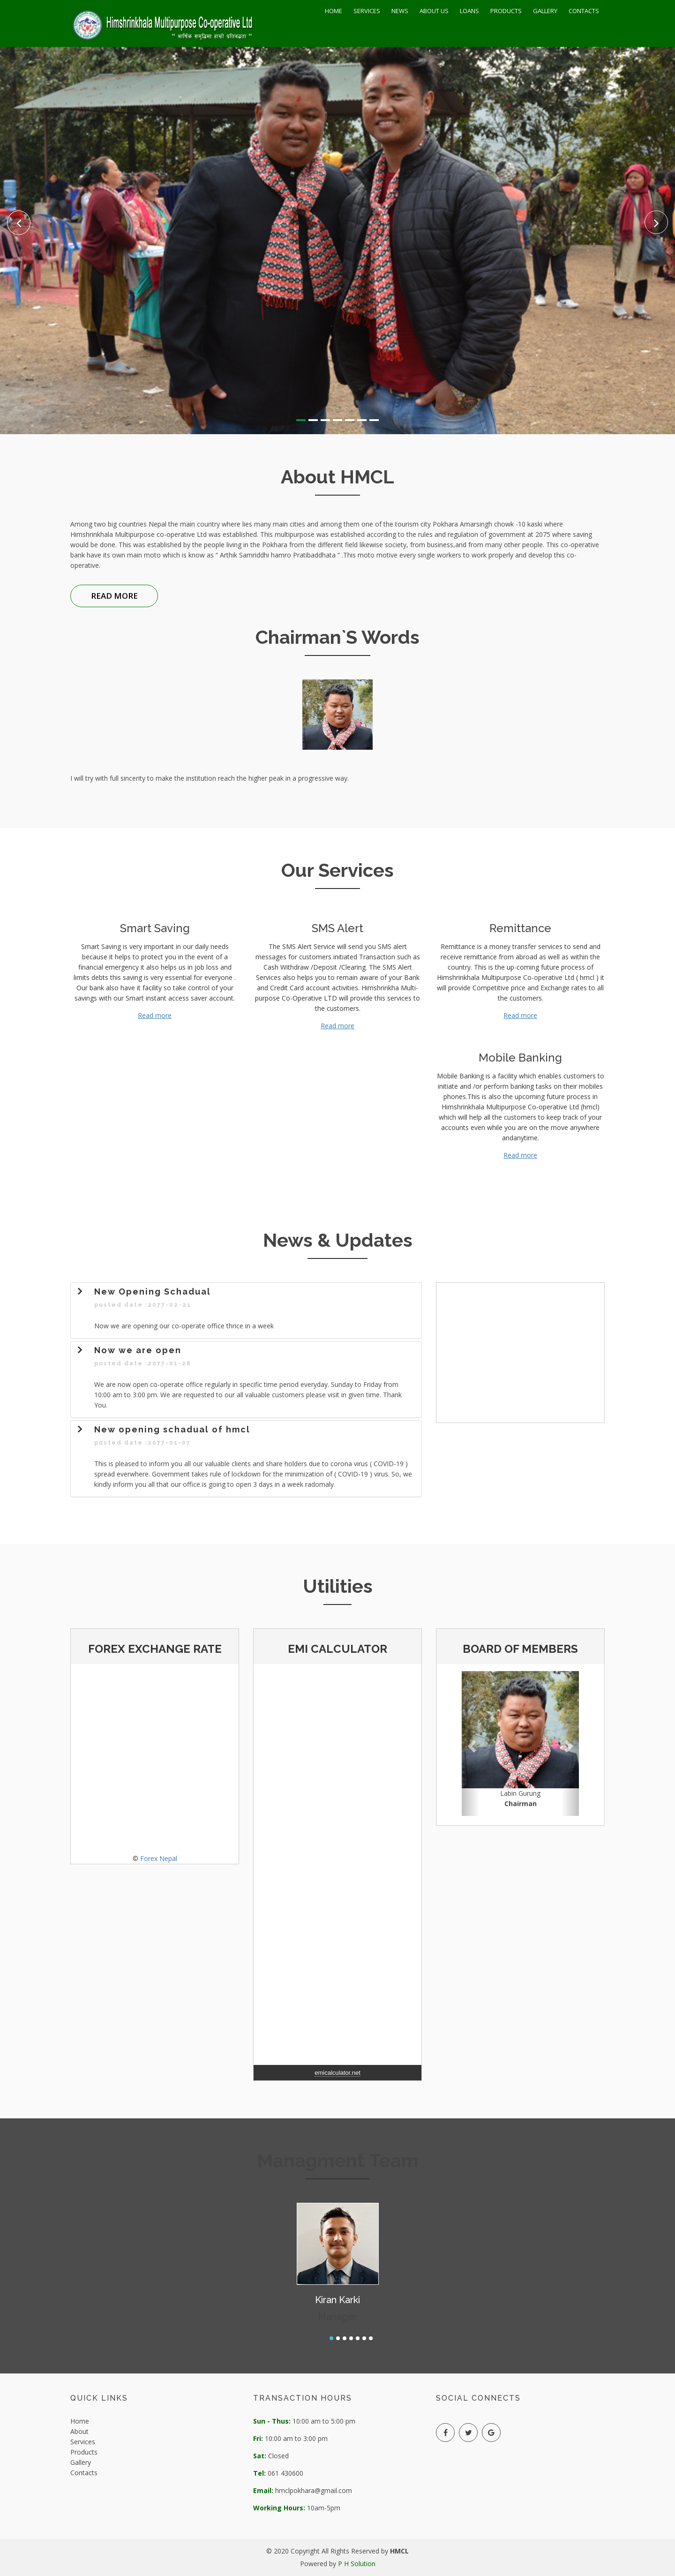 Himshrinkhala Multipurpose Co-operative Ltd
" आर्थिक समृद्धिमा हाम्रो प्रतिबद्धता "
HOME SERVICES NEWS ABOUT US LOANS PRODUCTS GALLERY CONTACTS
About HMCL
Among two big countries Nepal the main country where lies many main cities and among them one of the tourism city Pokhara Amarsingh chowk -10 kaski where
Himshrinkhala Multipurpose co-operative Ltd was established. This multipurpose was established according to the rules and regulation of government at 2075 where saving
would be done. This was established by the people living in the Pokhara from the different field likewise society, from business,and from many other people. This co-operative
bank have its own main moto which is know as " Arthik Samriddhi hamro Pratibaddhata " .This moto motive every single workers to work properly and develop this co-
operative.
READ MORE
Chairman`S Words
I will try with full sincerity to make the institution reach the higher peak in a progressive way.
Our Services
Smart Saving
Smart Saving is very important in our daily needs
because it helps to protect you in the event of a
financial emergency it also helps us in job loss and
limits debts this saving is very essential for everyone .
Our bank also have it facility to take control of your
savings with our Smart instant access saver account.
Read more
SMS Alert
The SMS Alert Service will send you SMS alert
messages for customers initiated Transaction such as
Cash Withdraw /Deposit /Clearing. The SMS Alert
Services also helps you to remain aware of your Bank
and Credit Card account activities. Himshrinkha Multi-
purpose Co-Operative LTD will provide this services to
the customers.
Read more
Remittance
Remittance is a money transfer services to send and
receive remittance from abroad as well as within the
country. This is the up-coming future process of
Himshrinkhala Multipurpose Co-operative Ltd ( hmcl ) it
will provide Competitive price and Exchange rates to all
the customers.
Read more
Mobile Banking
Mobile Banking is a facility which enables customers to
initiate and /or perform banking tasks on their mobiles
phones.This is also the upcoming future process in
Himshrinkhala Multipurpose Co-operative Ltd (hmcl)
which will help all the customers to keep track of your
accounts even while you are on the move anywhere
andanytime.
Read more
News & Updates
New Opening Schadual
posted date :2077-02-21
Now we are opening our co-operate office thrice in a week
Now we are open
posted date :2077-01-28
We are now open co-operate office regularly in specific time period everyday. Sunday to Friday from
10:00 am to 3:00 pm. We are requested to our all valuable customers please visit in given time. Thank
You.
New opening schadual of hmcl
posted date :2077-01-07
This is pleased to inform you all our valuable clients and share holders due to corona virus ( COVID-19 )
spread everwhere. Government takes rule of lockdown for the minimization of ( COVID-19 ) virus. So, we
kindly inform you all that our office is going to open 3 days in a week radomaly.
Utilities
FOREX EXCHANGE RATE
© Forex Nepal
EMI CALCULATOR
emicalculator.net
BOARD OF MEMBERS
Labin Gurung
Chairman
Managment Team
Kiran Karki
QUICK LINKS
Home
About
Services
Products
Gallery
Contacts
TRANSACTION HOURS
Sun - Thus: 10:00 am to 5:00 pm
Fri: 10:00 am to 3:00 pm
Sat: Closed
Tel: 061 430600
Email: hmclpokhara@gmail.com
Working Hours: 10am-5pm
SOCIAL CONNECTS
© 2020 Copyright All Rights Reserved by HMCL
Powered by P H Solution